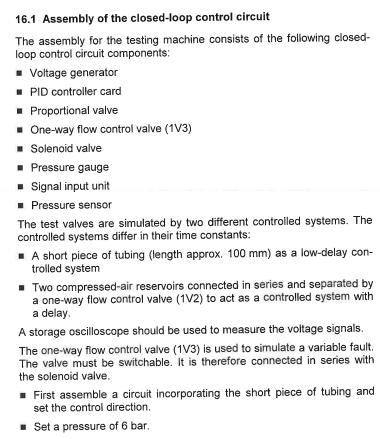 16.1 Assembly of the closed-loop control circuit
The assembly for the testing machine consists of the following closed-
loop control circuit components:
■ Voltage generator
■ PID controller card
■ Proportional valve
■ One-way flow control valve (1V3)
■ Solenoid valve
■ Pressure gauge
■ Signal input unit
■ Pressure sensor
The test valves are simulated by two different controlled systems. The
controlled systems differ in their time constants:
■ A short piece of tubing (length approx. 100 mm) as a low-delay con-
trolled system
■ Two compressed-air reservoirs connected in series and separated by
a one-way flow control valve (1V2) to act as a controlled system with
a delay.
A storage oscilloscope should be used to measure the voltage signals.
The one-way flow control valve (1V3) is used to simulate a variable fault.
The valve must be switchable. It is therefore connected in series with
the solenoid valve.
■ First assemble a circuit incorporating the short piece of tubing and
set the control direction.
■ Set a pressure of 6 bar.